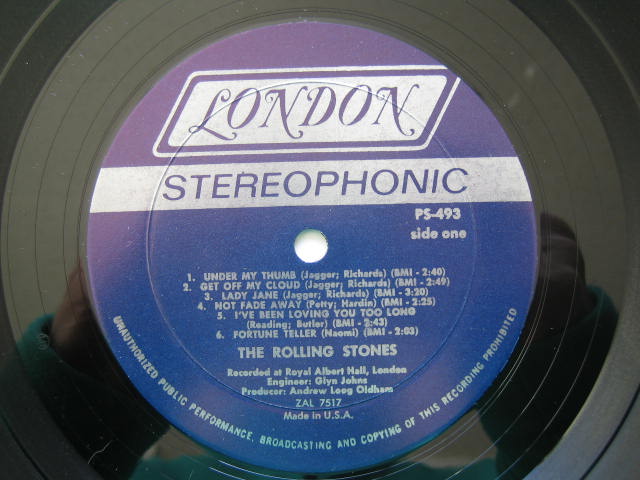 LONDON
STEREOPHONIC
PS-493
side one
1. UNDER MY THUMB (Jagger; Richards) (BMI - 2:40)
2. GET OFF MY CLOUD (Jagger; Richards) (BMI - 2:49)
3. LADY JANE (Jagger; Richards) (BMI - 3:20)
4. NOT FADE AWAY (Petty; Hardin) (BMI - 2:25)
5. I'VE BEEN LOVING YOU TOO LONG
(Reading; Butler) (BMI - 2:43)
6. FORTUNE TELLER (Naomi) (BMI - 2:03)
THE ROLLING STONES
Recorded at Royal Albert Hall, London
Engineer: Glyn Johns
Producer: Andrew Loog Oldham
ZAL 7517
Made in U.S.A.
UNAUTHORIZED PUBLIC PERFORMANCE, BROADCASTING AND COPYING OF THIS RECORDING PROHIBITED